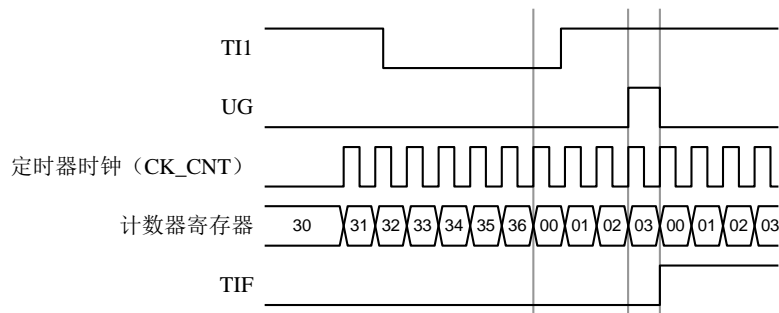 TI1
UG
定时器时钟（CK_CNT）
计数器寄存器 30 31 32 33 34 35 36 00 01 02 03 00 01 02 03
TIF